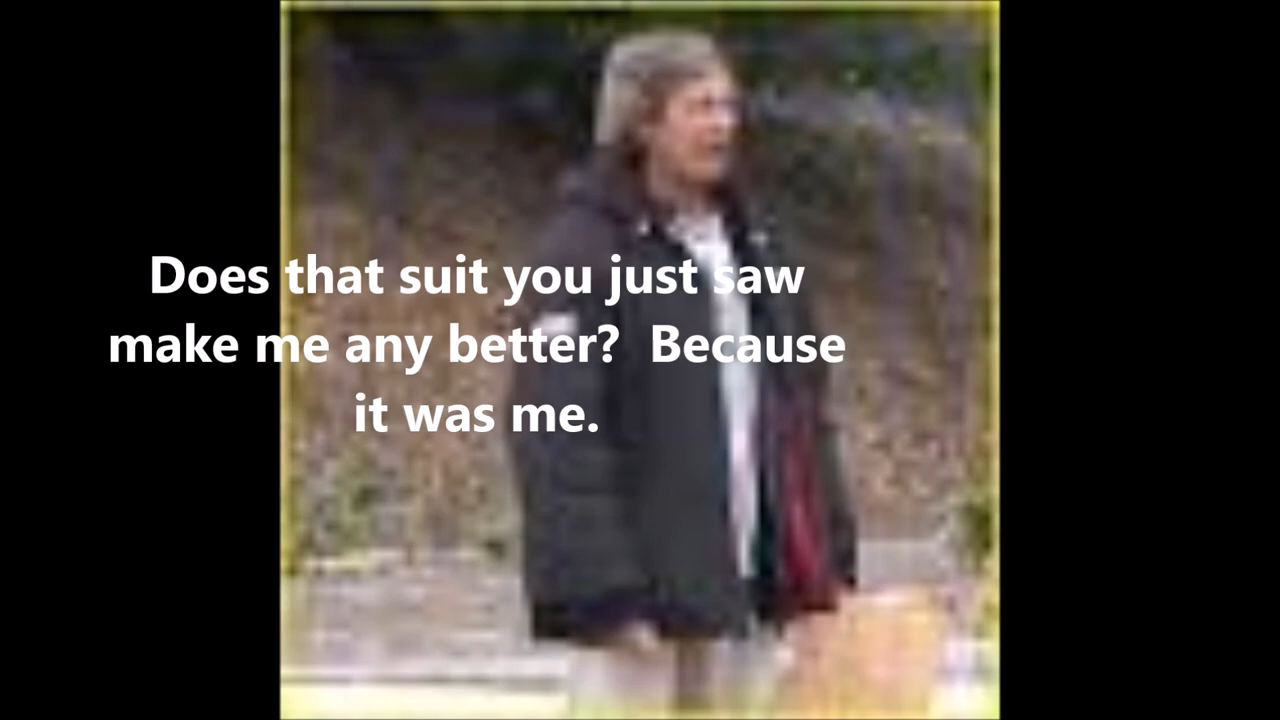 Does that suit you just saw
make me any better?  Because
it was me.